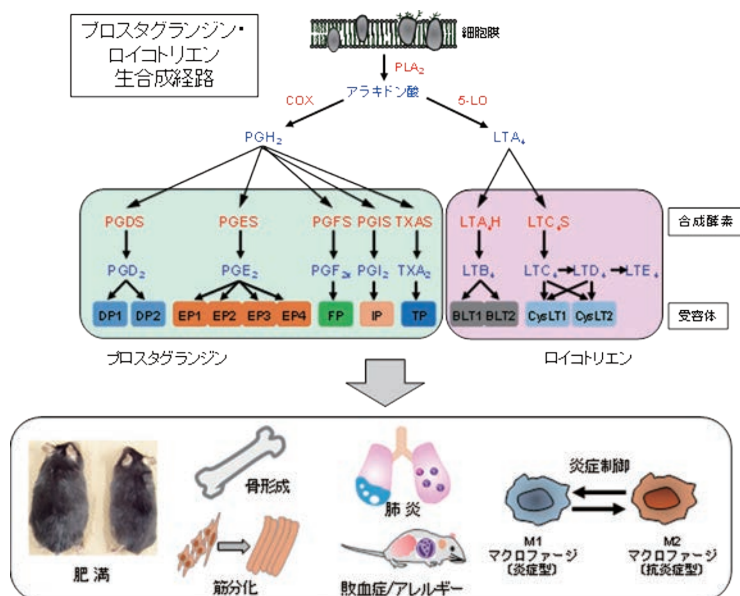 プロスタグランジン・
ロイコトリエン
生合成経路
細胞膜
PLA₂
アラキドン酸
COX
5-LO
PGH₂
LTA₄
PGDS PGES PGFS PGIS TXAS LTA₄H LTC₄S
合成酵素
PGD₂ PGE₂ PGF₂α PGI₂ TXA₂ LTB₄ LTC₄ LTD₄ LTE₄
DP1 DP2 EP1 EP2 EP3 EP4 FP IP TP BLT1 BLT2 CysLT1 CysLT2
受容体
プロスタグランジン
ロイコトリエン
骨形成
肺炎
炎症制御
肥満
筋分化
敗血症/アレルギー
M1
マクロファージ
(炎症型)
M2
マクロファージ
(抗炎症型)